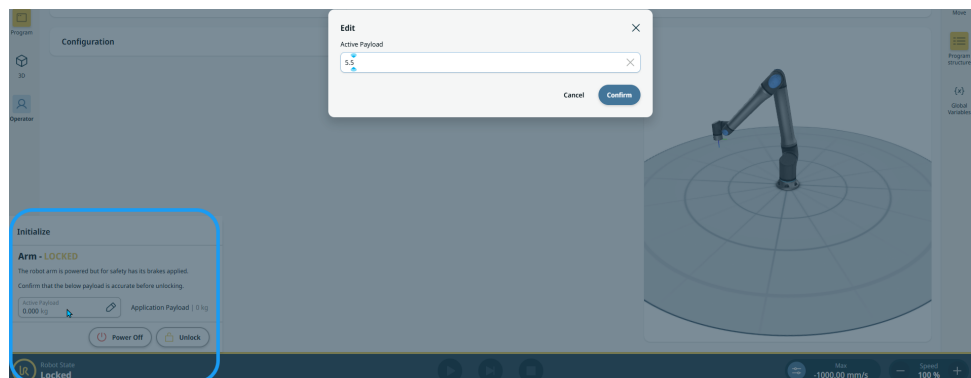 Edit
Active Payload
5.5
Cancel
Confirm
Program
3D
Operator
Configuration
Move
Program
structure
{x}
Global
Variables
Initialize
Arm - LOCKED
The robot arm is powered but for safety has its brakes applied.
Confirm that the below payload is accurate before unlocking.
Active Payload
0.000 kg
Application Payload | 0 kg
Power Off
Unlock
Robot State
Locked
Max
-1000.00 mm/s
Speed
100 %